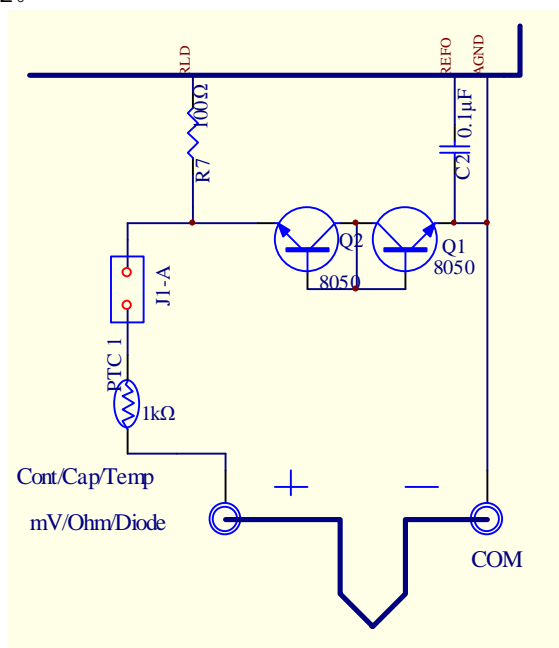 RLD
REFO
AGND
100Ω
R7
0.1μF
C2
Q2
8050
Q1
8050
J1-A
PTC 1
1kΩ
Cont/Cap/Temp
mV/Ohm/Diode
COM